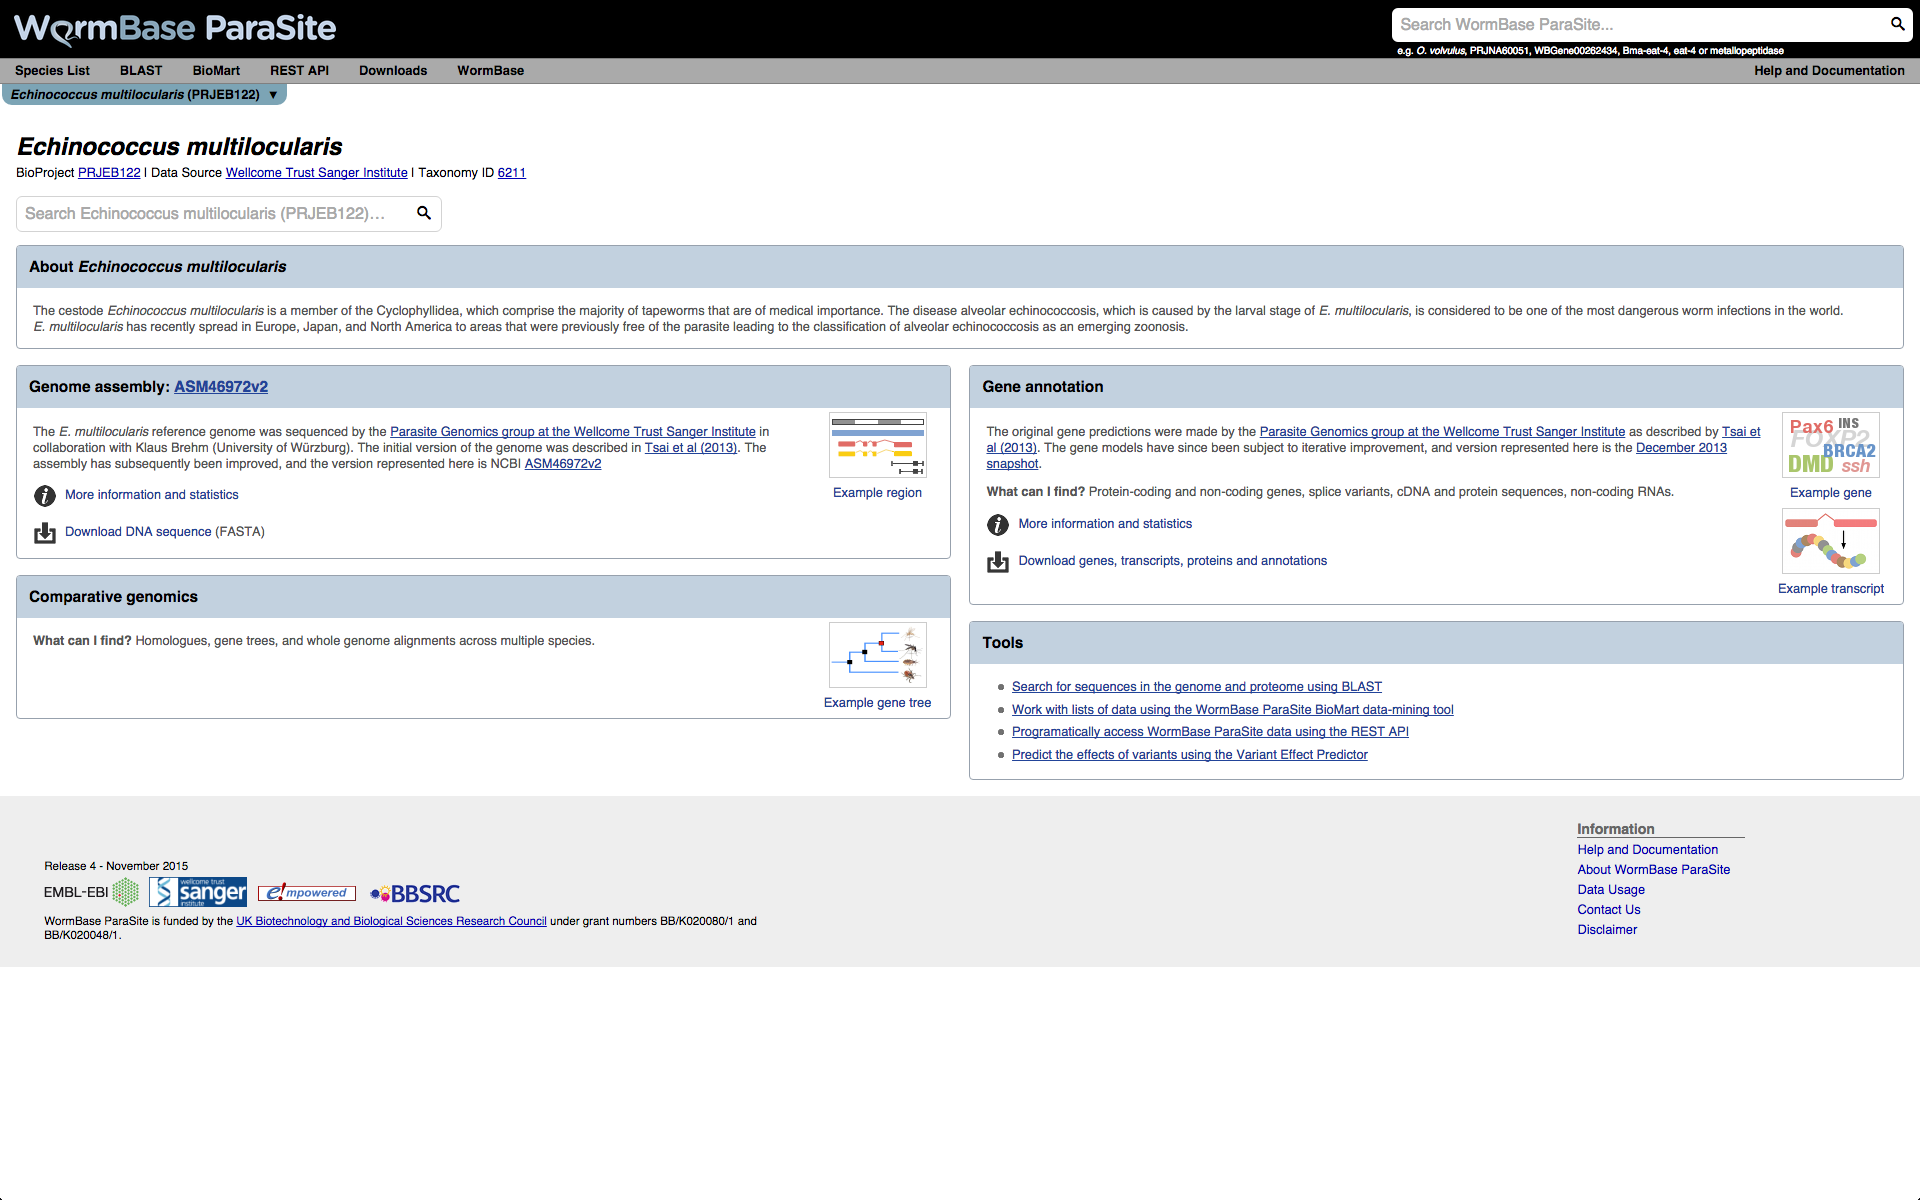 WormBase ParaSite
Search WormBase ParaSite...
e.g. O. volvulus, PRJNA60051, WBGene00262434, Bma-eat-4, eat-4 or metallopeptidase
Species List BLAST BioMart REST API Downloads WormBase Help and Documentation
Echinococcus multilocularis (PRJEB122) ▼
Echinococcus multilocularis
BioProject PRJEB122 | Data Source Wellcome Trust Sanger Institute | Taxonomy ID 6211
Search Echinococcus multilocularis (PRJEB122)...
About Echinococcus multilocularis
The cestode Echinococcus multilocularis is a member of the Cyclophyllidea, which comprise the majority of tapeworms that are of medical importance. The disease alveolar echinococcosis, which is caused by the larval stage of E. multilocularis, is considered to be one of the most dangerous worm infections in the world.
E. multilocularis has recently spread in Europe, Japan, and North America to areas that were previously free of the parasite leading to the classification of alveolar echinococcosis as an emerging zoonosis.
Genome assembly: ASM46972v2
The E. multilocularis reference genome was sequenced by the Parasite Genomics group at the Wellcome Trust Sanger Institute in
collaboration with Klaus Brehm (University of Würzburg). The initial version of the genome was described in Tsai et al (2013). The
assembly has subsequently been improved, and the version represented here is NCBI ASM46972v2
More information and statistics
Download DNA sequence (FASTA)
Example region
Comparative genomics
What can I find? Homologues, gene trees, and whole genome alignments across multiple species.
Example gene tree
Gene annotation
The original gene predictions were made by the Parasite Genomics group at the Wellcome Trust Sanger Institute as described by Tsai et
al (2013). The gene models have since been subject to iterative improvement, and version represented here is the December 2013
snapshot.
What can I find? Protein-coding and non-coding genes, splice variants, cDNA and protein sequences, non-coding RNAs.
More information and statistics
Download genes, transcripts, proteins and annotations
Pax6 INS
FOXP2
BRCA2
DMD ssh
Example gene
Example transcript
Tools
Search for sequences in the genome and proteome using BLAST
Work with lists of data using the WormBase ParaSite BioMart data-mining tool
Programatically access WormBase ParaSite data using the REST API
Predict the effects of variants using the Variant Effect Predictor
Release 4 - November 2015
EMBL-EBI
wellcome trust
sanger
institute
e!mpowered
BBSRC
WormBase ParaSite is funded by the UK Biotechnology and Biological Sciences Research Council under grant numbers BB/K020080/1 and
BB/K020048/1.
Information
Help and Documentation
About WormBase ParaSite
Data Usage
Contact Us
Disclaimer